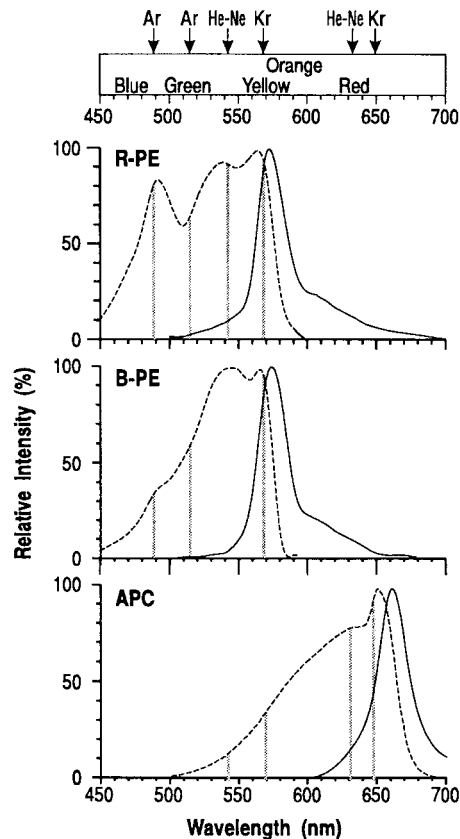 Ar Ar He-Ne Kr He-Ne Kr
Orange
Blue Green Yellow Red
450 500 550 600 650 700
R-PE
100
50
0
B-PE
100
50
0
APC
100
50
0
450 500 550 600 650 700
Relative Intensity (%)
Wavelength (nm)